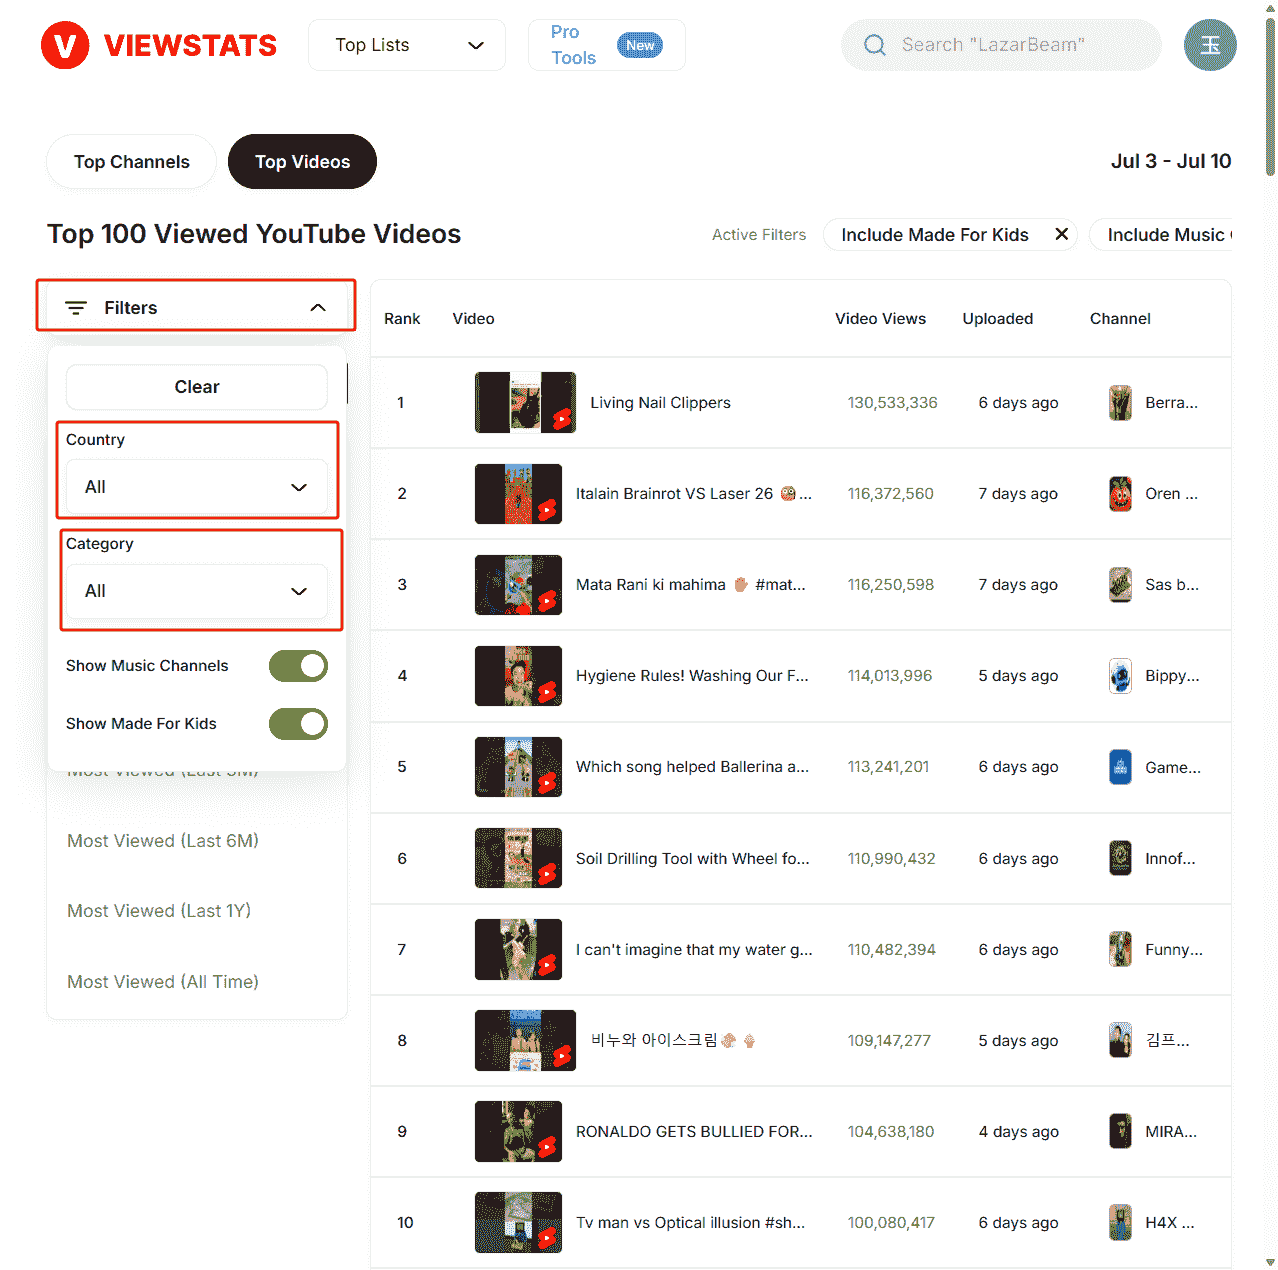 V VIEWSTATS
Top Lists
Pro Tools New
Search "LazarBeam"
玉
Top Channels
Top Videos
Jul 3 - Jul 10
Top 100 Viewed YouTube Videos
Active Filters
Include Made For Kids
Include Music
Filters
Clear
Country
All
Category
All
Show Music Channels
Show Made For Kids
Most Viewed (Last 3M)
Most Viewed (Last 6M)
Most Viewed (Last 1Y)
Most Viewed (All Time)
Rank Video Video Views Uploaded Channel
1 Living Nail Clippers 130,533,336 6 days ago Berra...
2 Italain Brainrot VS Laser 26 ... 116,372,560 7 days ago Oren ...
3 Mata Rani ki mahima #mat... 116,250,598 7 days ago Sas b...
4 Hygiene Rules! Washing Our F... 114,013,996 5 days ago Bippy...
5 Which song helped Ballerina a... 113,241,201 6 days ago Game...
6 Soil Drilling Tool with Wheel fo... 110,990,432 6 days ago Innof...
7 I can't imagine that my water g... 110,482,394 6 days ago Funny...
8 비누와 아이스크림 109,147,277 5 days ago 김프...
9 RONALDO GETS BULLIED FOR... 104,638,180 4 days ago MIRA...
10 Tv man vs Optical illusion #sh... 100,080,417 6 days ago H4X ...